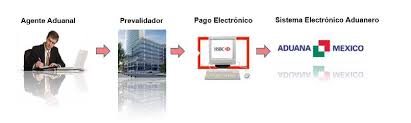 Agente Aduanal
Prevalidador
Pago Electrónico
Sistema Electrónico Aduanero
HSBC
ADUANA MEXICO